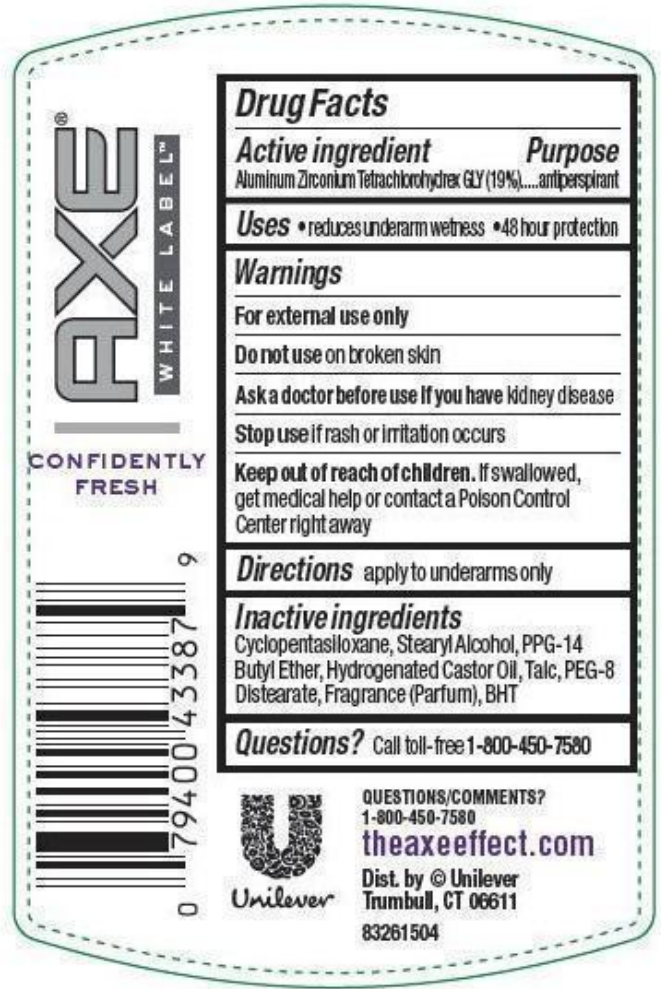 AXE®
WHITE LABEL™
CONFIDENTLY
FRESH
0 79400 43387 9
Drug Facts
Active ingredient Purpose
Aluminum Zirconium Tetrachlorohydrex GLY (19%).....antiperspirant
Uses •reduces underarm wetness •48 hour protection
Warnings
For external use only
Do not use on broken skin
Ask a doctor before use if you have kidney disease
Stop use if rash or irritation occurs
Keep out of reach of children. If swallowed,
get medical help or contact a Poison Control
Center right away
Directions apply to underarms only
Inactive ingredients
Cyclopentasiloxane, Stearyl Alcohol, PPG-14
Butyl Ether, Hydrogenated Castor Oil, Talc, PEG-8
Distearate, Fragrance (Parfum), BHT
Questions? Call toll-free 1-800-450-7580
Unilever
QUESTIONS/COMMENTS?
1-800-450-7580
theaxeeffect.com
Dist. by © Unilever
Trumbull, CT 06611
83261504